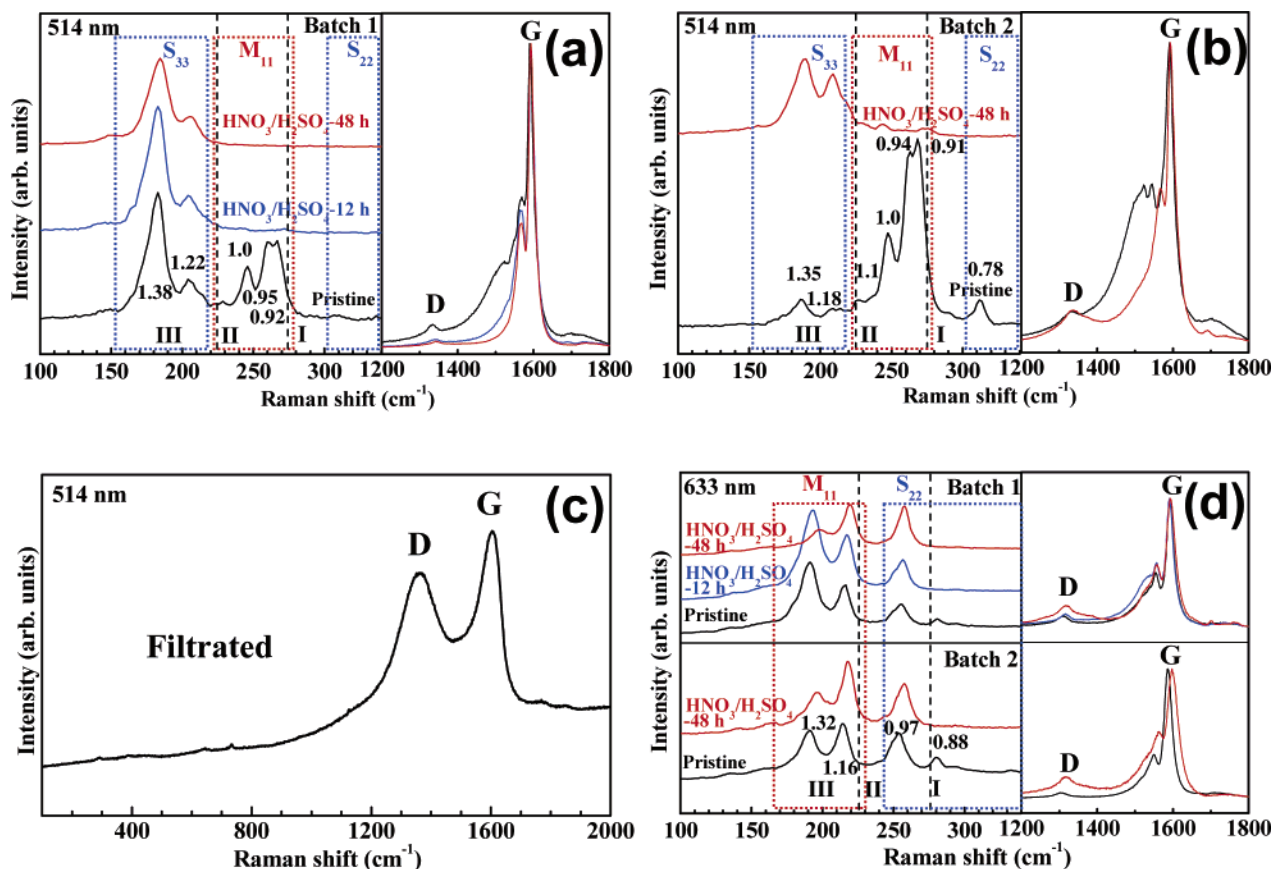 514 nm
Batch 1
G
(a)
S33
M11
S22
HNO3/H2SO4-48 h
HNO3/H2SO4-12 h
1.38
1.22
1.0
0.95
0.92
Pristine
D
III
II
I
Intensity (arb. units)
100 150 200 250 300 1200 1400 1600 1800
Raman shift (cm-1)
514 nm
Batch 2
G
(b)
S33
M11
S22
HNO3/H2SO4-48 h
0.94
0.91
1.0
1.35
1.1
0.78
1.18
Pristine
D
III
II
I
Intensity (arb. units)
100 150 200 250 300 1200 1400 1600 1800
Raman shift (cm-1)
514 nm
(c)
G
D
Filtrated
Intensity (arb. units)
400 800 1200 1600 2000
Raman shift (cm-1)
633 nm
M11
S22
Batch 1
G
(d)
HNO3/H2SO4
-48 h
HNO3/H2SO4
-12 h
Pristine
D
Batch 2
G
HNO3/H2SO4
-48 h
1.32
0.97
0.88
Pristine
1.16
D
III
II
I
Intensity (arb. units)
100 150 200 250 300 1200 1400 1600 1800
Raman shift (cm-1)